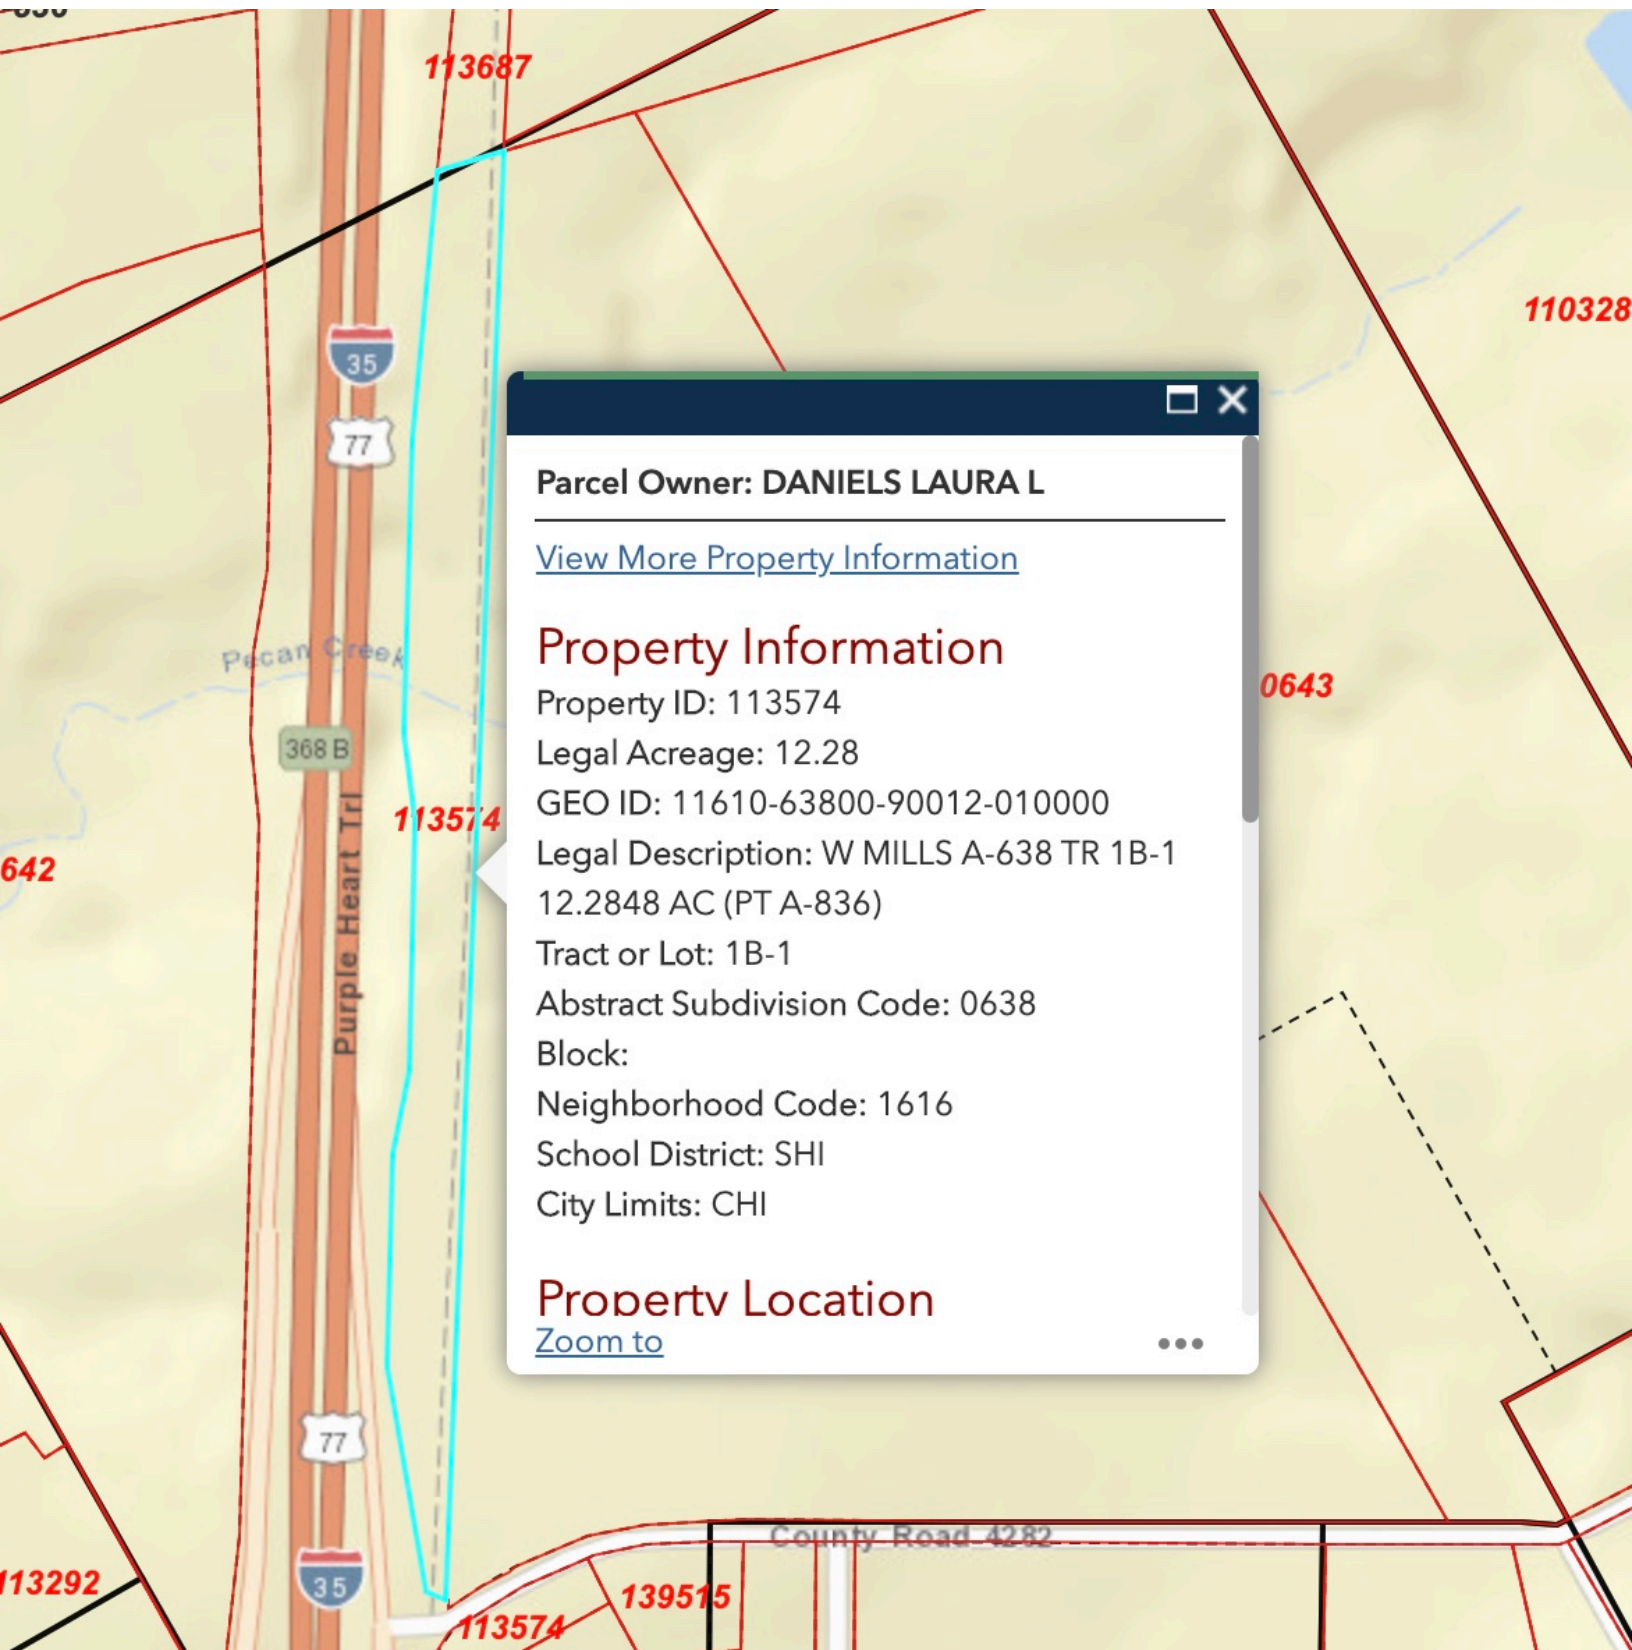 113687
110328
35
77
Parcel Owner: DANIELS LAURA L
View More Property Information
Property Information
Property ID: 113574
Legal Acreage: 12.28
GEO ID: 11610-63800-90012-010000
Legal Description: W MILLS A-638 TR 1B-1
12.2848 AC (PT A-836)
Tract or Lot: 1B-1
Abstract Subdivision Code: 0638
Block:
Neighborhood Code: 1616
School District: SHI
City Limits: CHI
Property Location
Zoom to
Pecan Creek
0643
368 B
113574
642
Purple Heart Trl
77
County Road 4282
35
113292
139515
113574